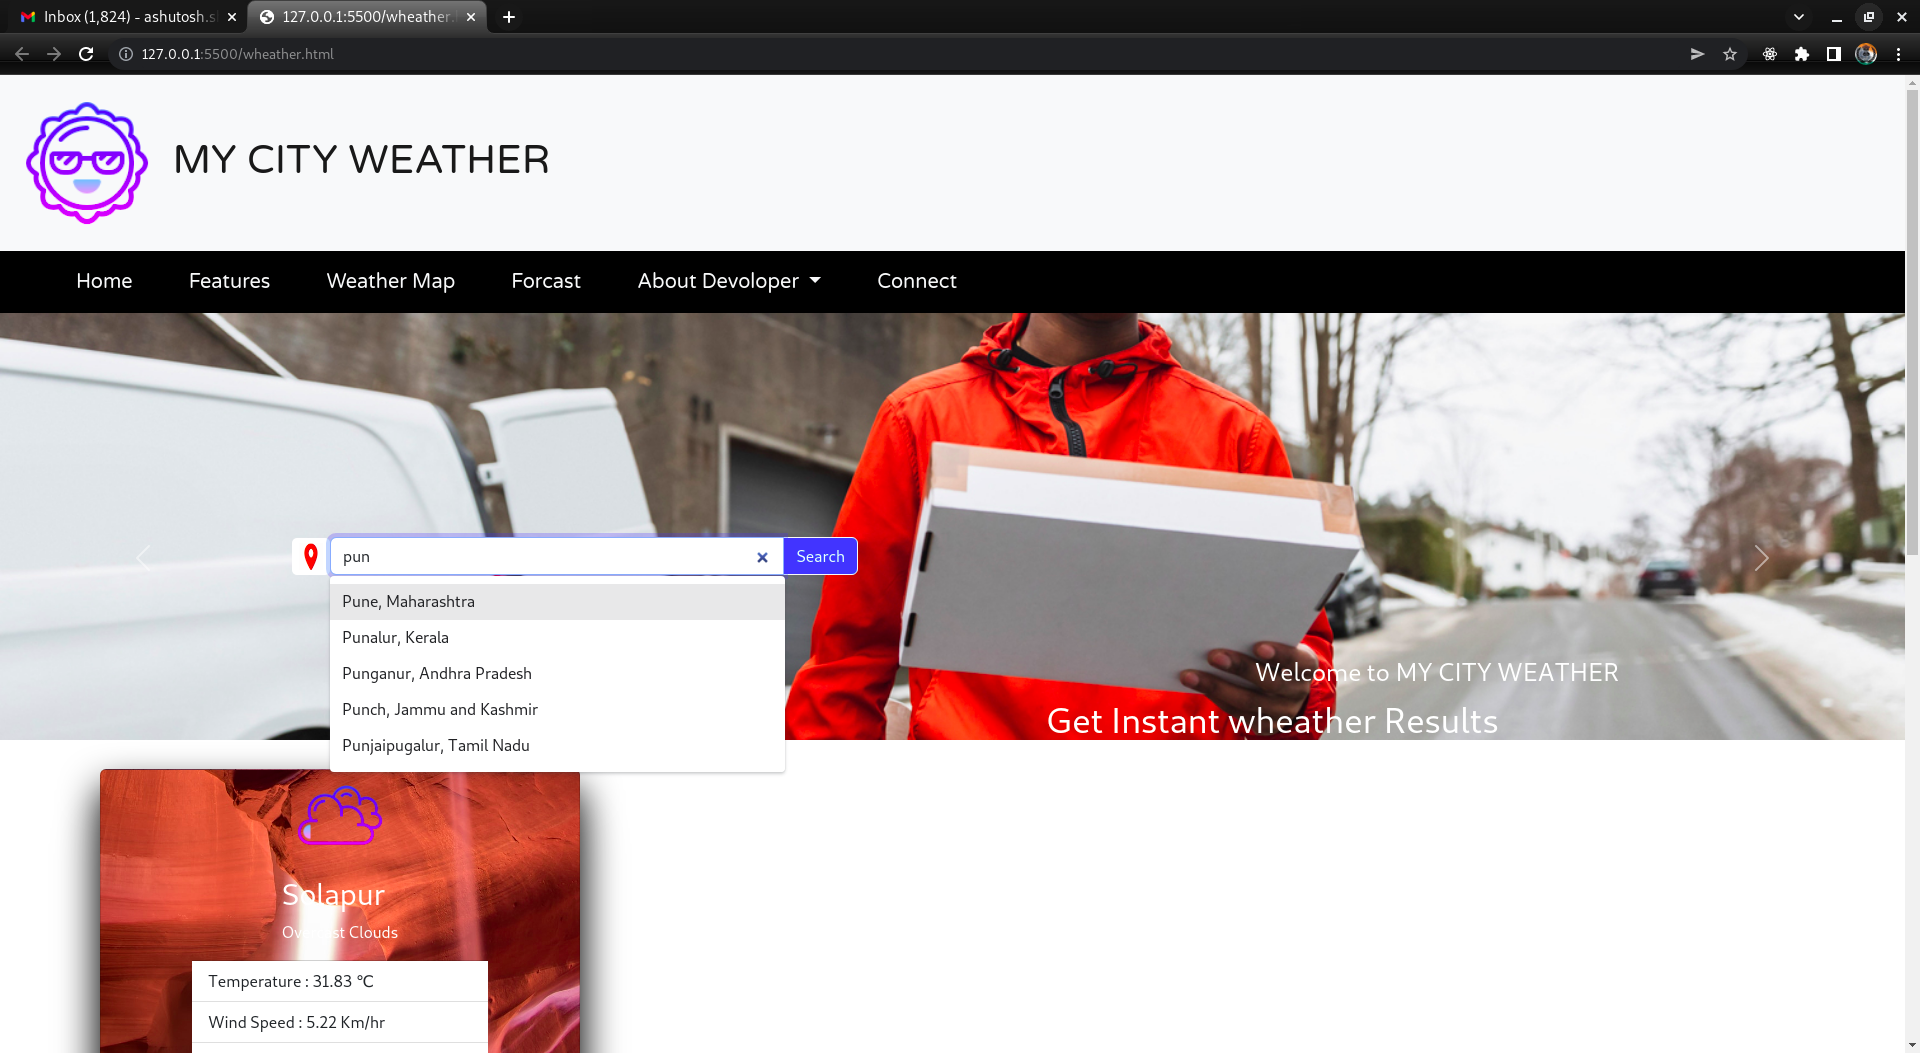 Inbox (1,824) - ashutosh.s
127.0.0.1:5500/wheather.
127.0.0.1:5500/wheather.html
MY CITY WEATHER
Home Features Weather Map Forcast About Devoloper Connect
pun Search
Pune, Maharashtra
Punalur, Kerala
Punganur, Andhra Pradesh
Punch, Jammu and Kashmir
Punjaipugalur, Tamil Nadu
Welcome to MY CITY WEATHER
Get Instant wheather Results
Solapur
Overcast Clouds
Temperature : 31.83 °C
Wind Speed : 5.22 Km/hr